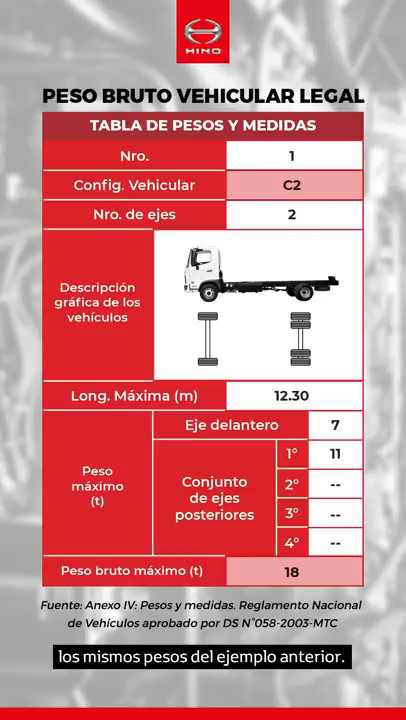 HINO
PESO BRUTO VEHICULAR LEGAL
TABLA DE PESOS Y MEDIDAS
Nro. 1
Config. Vehicular C2
Nro. de ejes 2
Descripción
gráfica de los
vehículos
Long. Máxima (m) 12.30
Peso
máximo
(t)
Eje delantero 7
Conjunto
de ejes
posteriores
1° 11
2° --
3° --
4° --
Peso bruto máximo (t) 18
Fuente: Anexo IV: Pesos y medidas. Reglamento Nacional
de Vehículos aprobado por DS N°058-2003-MTC
los mismos pesos del ejemplo anterior.